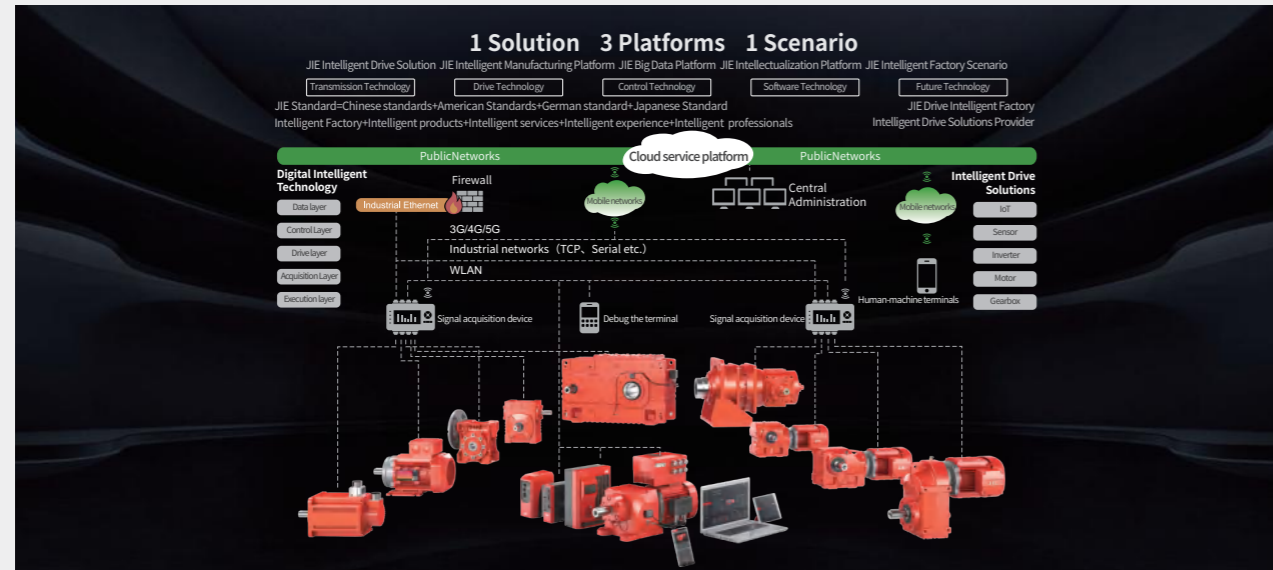 1 Solution 3 Platforms 1 Scenario
JIE Intelligent Drive Solution JIE Intelligent Manufacturing Platform JIE Big Data Platform JIE Intellectualization Platform JIE Intelligent Factory Scenario
Transmission Technology Drive Technology Control Technology Software Technology Future Technology
JIE Standard=Chinese standards+American Standards+German standard+Japanese Standard
JIE Drive Intelligent Factory
Intelligent Factory+Intelligent products+Intelligent services+Intelligent experience+Intelligent professionals
Intelligent Drive Solutions Provider
PublicNetworks Cloud service platform PublicNetworks
Digital Intelligent
Technology
Data layer
Control Layer
Drive layer
Acquisition Layer
Execution layer
Firewall
Industrial Ethernet
Mobile networks
Central
Administration
Mobile networks
Intelligent Drive
Solutions
IoT
Sensor
Inverter
Motor
Gearbox
3G/4G/5G
Industrial networks（TCP、Serial etc.）
WLAN
Human-machine terminals
Signal acquisition device
Debug the terminal
Signal acquisition device